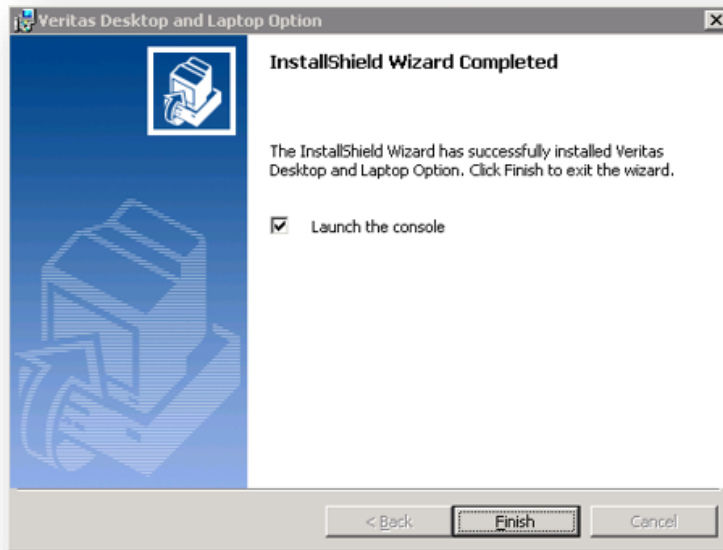 Veritas Desktop and Laptop Option
InstallShield Wizard Completed
The InstallShield Wizard has successfully installed Veritas
Desktop and Laptop Option. Click Finish to exit the wizard.
Launch the console
< Back
Finish
Cancel